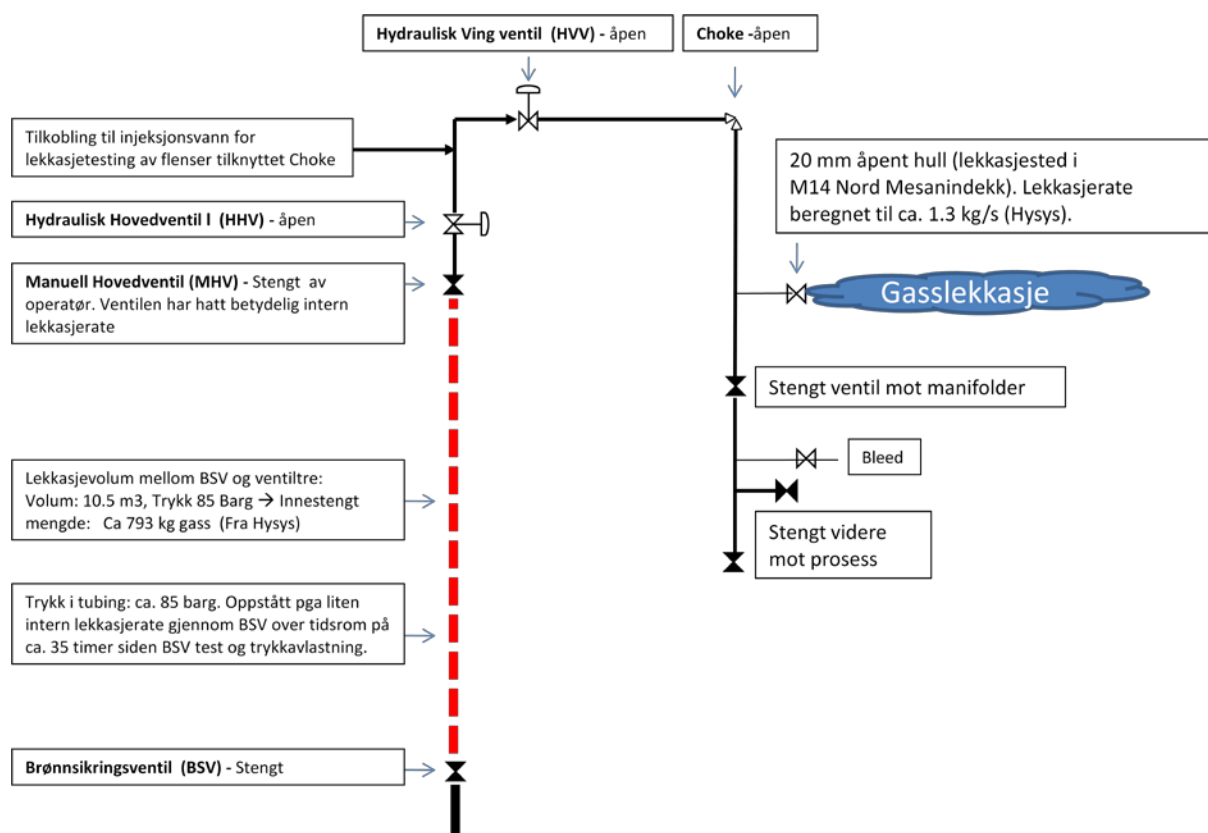 Hydraulisk Ving ventil (HVV) - åpen
Choke -åpen
Tilkobling til injeksjonsvann for
lekkasjetesting av flenser tilknyttet Choke
20 mm åpent hull (lekkasjested i
M14 Nord Mesanindekk). Lekkasjerate
beregnet til ca. 1.3 kg/s (Hysys).
Hydraulisk Hovedventil l (HHV) - åpen
Manuell Hovedventil (MHV) - Stengt av
operatør. Ventilen har hatt betydelig intern
lekkasjerate
Gasslekkasje
Stengt ventil mot manifolder
Bleed
Lekkasjevolum mellom BSV og ventiltre:
Volum: 10.5 m3, Trykk 85 Barg → Innestengt
mengde: Ca 793 kg gass (Fra Hysys)
Stengt videre
mot prosess
Trykk i tubing: ca. 85 barg. Oppstått pga liten
intern lekkasjerate gjennom BSV over tidsrom på
ca. 35 timer siden BSV test og trykkavlastning.
Brønnsikringsventil (BSV) - Stengt